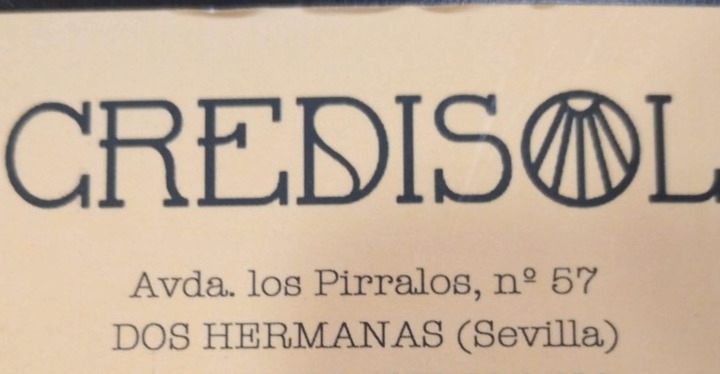 CREDISOL
Avda. los Pirralos, nº 57
DOS HERMANAS (Sevilla)